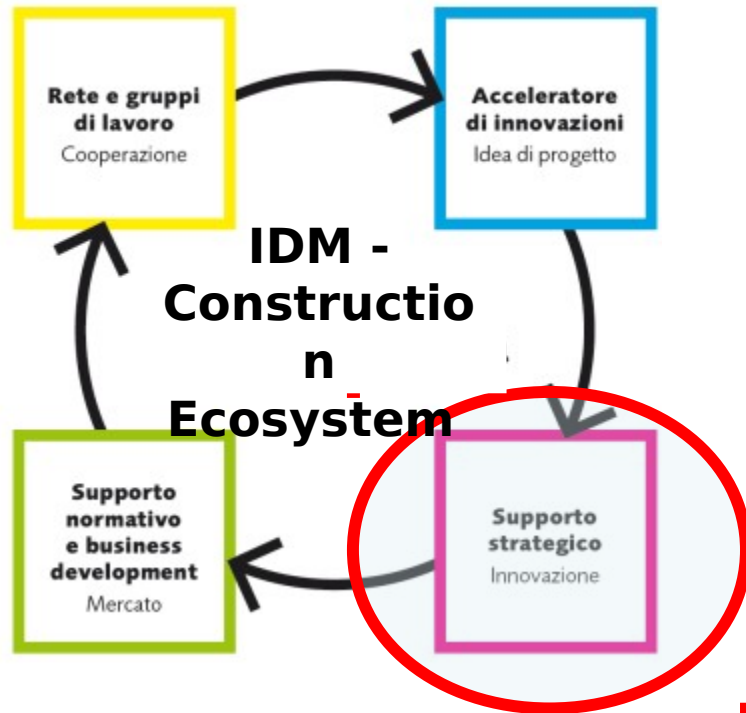 Rete e gruppi
di lavoro
Cooperazione
Acceleratore
di innovazioni
Idea di progetto
IDM -
Constructio
n
Ecosystem
Supporto
normativo
e business
development
Mercato
Supporto
strategico
Innovazione